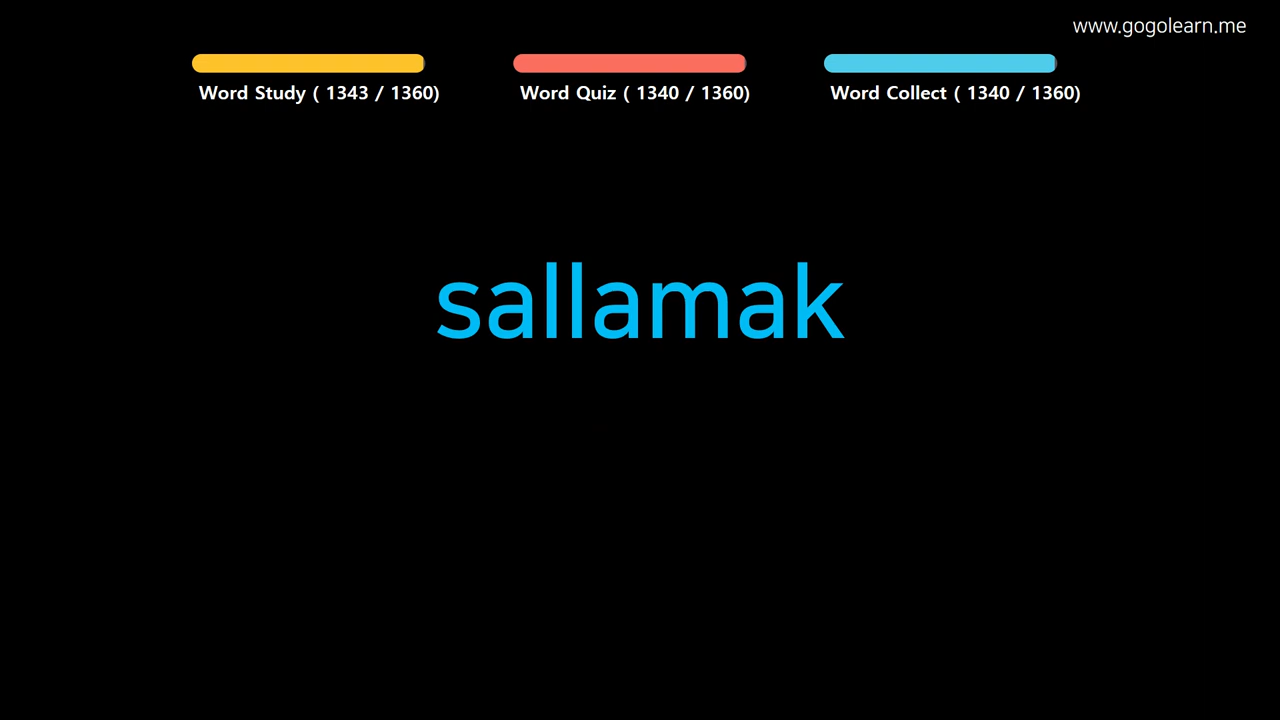 www.gogolearn.me
Word Study ( 1343 / 1360)
Word Quiz ( 1340 / 1360)
Word Collect ( 1340 / 1360)
sallamak